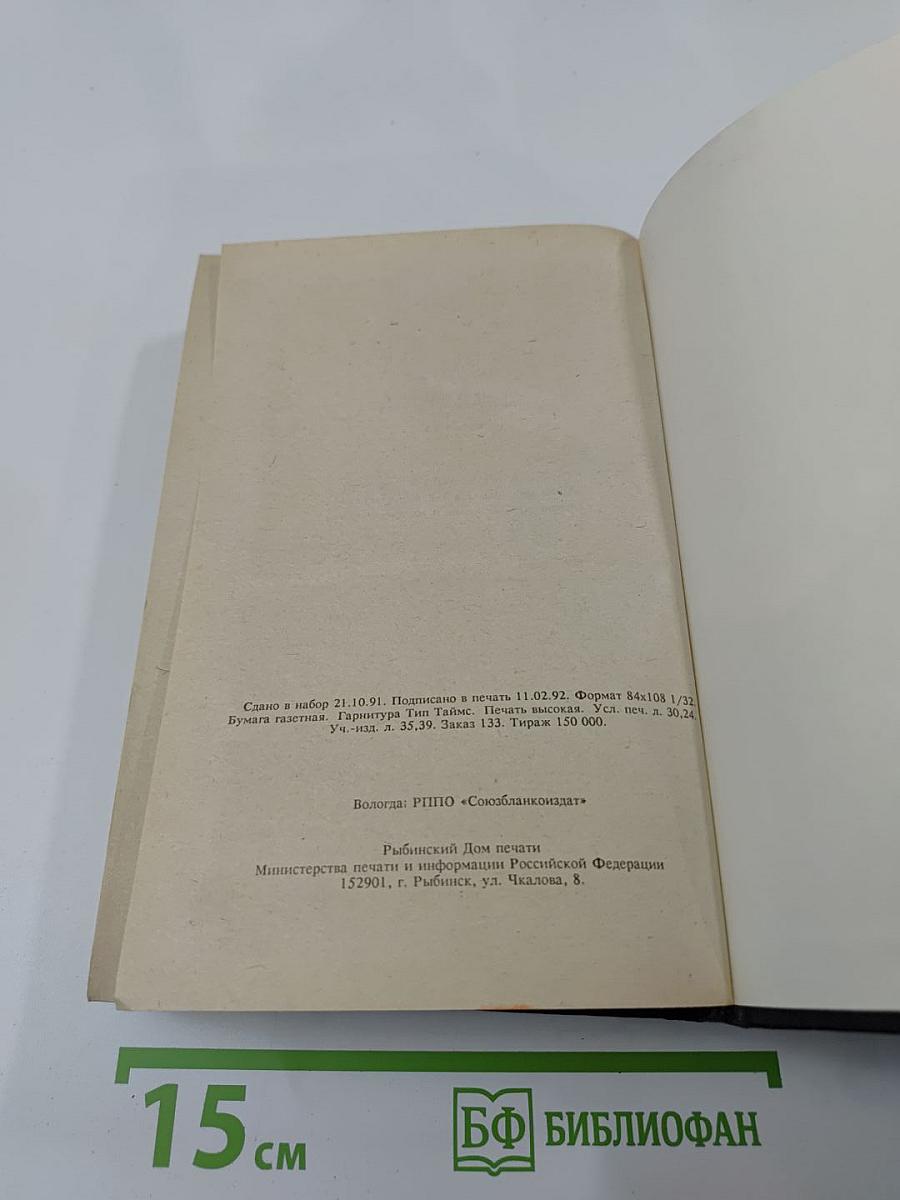 Сдано в набор 21.10.91. Подписано в печать 11.02.92. Формат 84x108 1/32.
Бумага газетная. Гарнитура Тип Таймс. Печать высокая. Усл. печ. л. 30,24.
Уч.-изд. л. 35,39. Заказ 133. Тираж 150 000.
Вологда: РППО «Союзбланкоиздат»
Рыбинский Дом печати
Министерства печати и информации Российской Федерации
152901, г. Рыбинск, ул. Чкалова, 8.
15 см
БФ БИБЛИОФАН